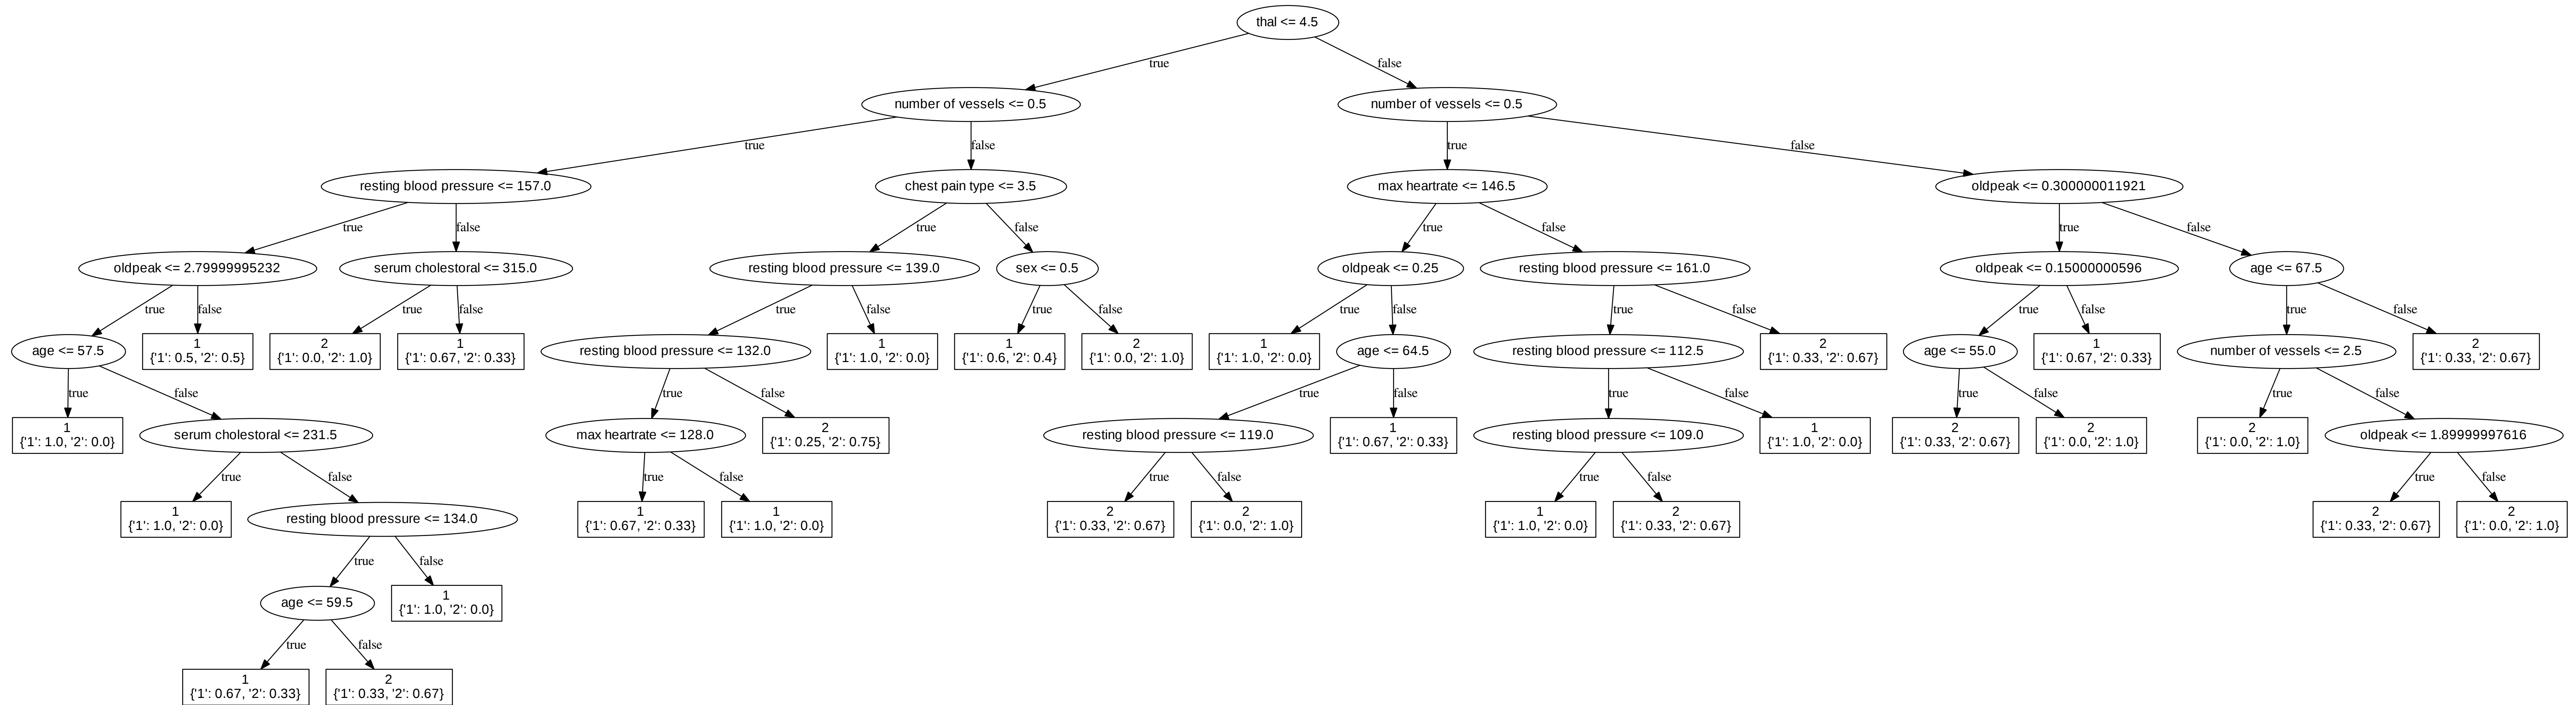 thal <= 4.5
true
false
number of vessels <= 0.5
number of vessels <= 0.5
true
false
true
false
resting blood pressure <= 157.0
chest pain type <= 3.5
max heartrate <= 146.5
oldpeak <= 0.300000011921
true
false
true
false
true
false
true
false
oldpeak <= 2.79999995232
serum cholestoral <= 315.0
resting blood pressure <= 139.0
sex <= 0.5
oldpeak <= 0.25
resting blood pressure <= 161.0
oldpeak <= 0.15000000596
age <= 67.5
true
false
true
false
true
false
true
false
true
false
true
false
true
false
true
false
age <= 57.5
1
{'1': 0.5, '2': 0.5}
2
{'1': 0.0, '2': 1.0}
1
{'1': 0.67, '2': 0.33}
resting blood pressure <= 132.0
1
{'1': 1.0, '2': 0.0}
1
{'1': 0.6, '2': 0.4}
2
{'1': 0.0, '2': 1.0}
1
{'1': 1.0, '2': 0.0}
age <= 64.5
resting blood pressure <= 112.5
2
{'1': 0.33, '2': 0.67}
age <= 55.0
1
{'1': 0.67, '2': 0.33}
number of vessels <= 2.5
2
{'1': 0.33, '2': 0.67}
true
false
true
false
true
false
true
false
true
false
true
false
1
{'1': 1.0, '2': 0.0}
serum cholestoral <= 231.5
max heartrate <= 128.0
2
{'1': 0.25, '2': 0.75}
resting blood pressure <= 119.0
1
{'1': 0.67, '2': 0.33}
resting blood pressure <= 109.0
1
{'1': 1.0, '2': 0.0}
2
{'1': 0.33, '2': 0.67}
2
{'1': 0.0, '2': 1.0}
2
{'1': 0.0, '2': 1.0}
oldpeak <= 1.89999997616
true
false
true
false
true
false
true
false
true
false
1
{'1': 1.0, '2': 0.0}
resting blood pressure <= 134.0
1
{'1': 0.67, '2': 0.33}
1
{'1': 1.0, '2': 0.0}
2
{'1': 0.33, '2': 0.67}
2
{'1': 0.0, '2': 1.0}
1
{'1': 1.0, '2': 0.0}
2
{'1': 0.33, '2': 0.67}
2
{'1': 0.33, '2': 0.67}
2
{'1': 0.0, '2': 1.0}
true
false
age <= 59.5
1
{'1': 1.0, '2': 0.0}
true
false
1
{'1': 0.67, '2': 0.33}
2
{'1': 0.33, '2': 0.67}